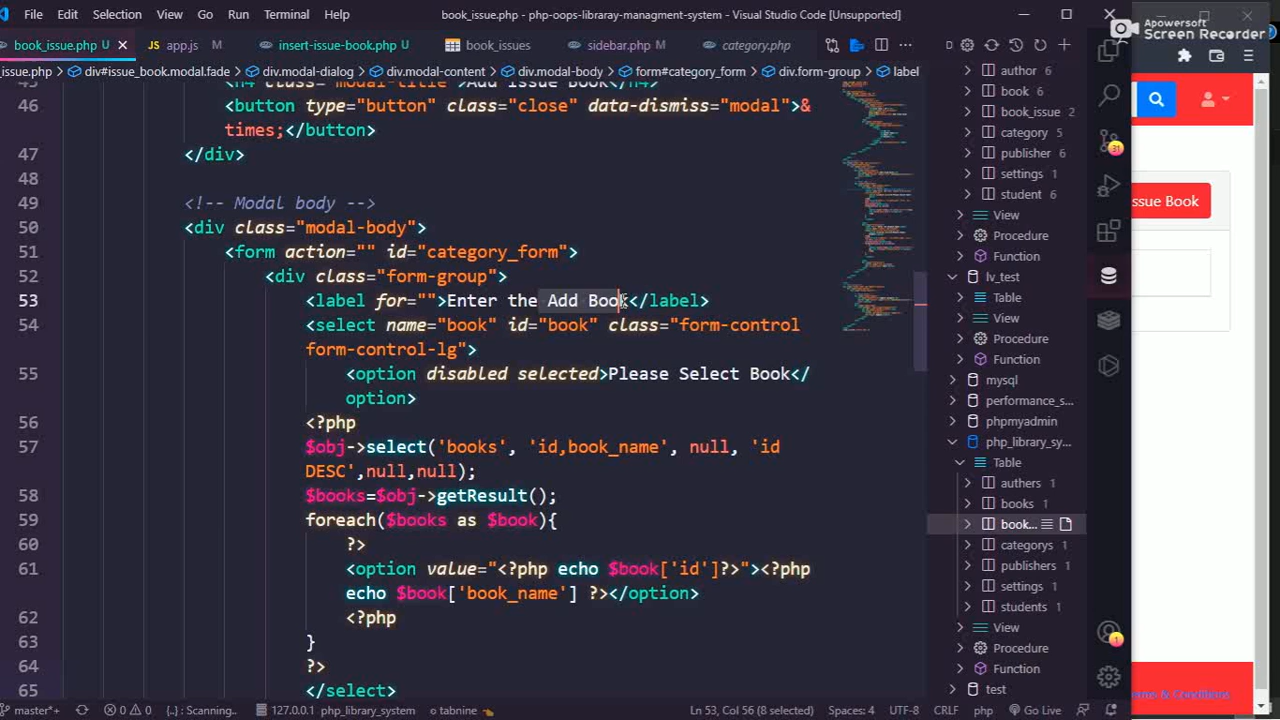 File Edit Selection View Go Run Terminal Help book_issue.php - php-oops-libraray-managment-system - Visual Studio Code [Unsupported]
Apowersoft
Screen Recorder
book_issue.php U app.js M insert-issue-book.php U book_issues sidebar.php M category.php
_issue.php div#issue_book.modal.fade div.modal-dialog div.modal-content div.modal-body form#category_form div.form-group label
46 <button type="button" class="close" data-dismiss="modal">&
times;</button>
47 </div>
48
49 <!-- Modal body -->
50 <div class="modal-body">
51 <form action="" id="category_form">
52 <div class="form-group">
53 <label for="">Enter the Add Book</label>
54 <select name="book" id="book" class="form-control
form-control-lg">
55 <option disabled selected>Please Select Book</
option>
56 <?php
57 $obj->select('books', 'id,book_name', null, 'id
DESC',null,null);
58 $books=$obj->getResult();
59 foreach($books as $book){
60 ?>
61 <option value="<?php echo $book['id']?>"><?php
echo $book['book_name'] ?></option>
62 <?php
63 }
64 ?>
65 </select>
D
author 6
book 6
book_issue 2
category 5
publisher 6
settings 1
student 6
View
Procedure
Function
lv_test
Table
View
Procedure
Function
mysql
performance_s...
phpmyadmin
php_library_sy...
Table
authers 1
books 1
book...
categorys 1
publishers 1
settings 1
students 1
View
Procedure
Function
test
31
1
ssue Book
ms & Conditions
master* 0 0 {..}: Scanning.. 127.0.0.1 php_library_system tabnine Ln 53, Col 56 (8 selected) Spaces: 4 UTF-8 CRLF php Go Live